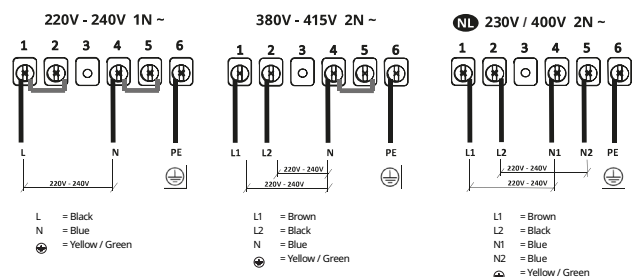 220V - 240V 1N ~
1 2 3 4 5 6
L N PE
220V - 240V
L = Black
N = Blue
= Yellow / Green
380V - 415V 2N ~
1 2 3 4 5 6
L1 L2 N PE
220V - 240V
220V - 240V
L1 = Brown
L2 = Black
N = Blue
= Yellow / Green
NL 230V / 400V 2N ~
1 2 3 4 5 6
L1 L2 N1 N2 PE
220V - 240V
220V - 240V
L1 = Brown
L2 = Black
N1 = Blue
N2 = Blue
= Yellow / Green